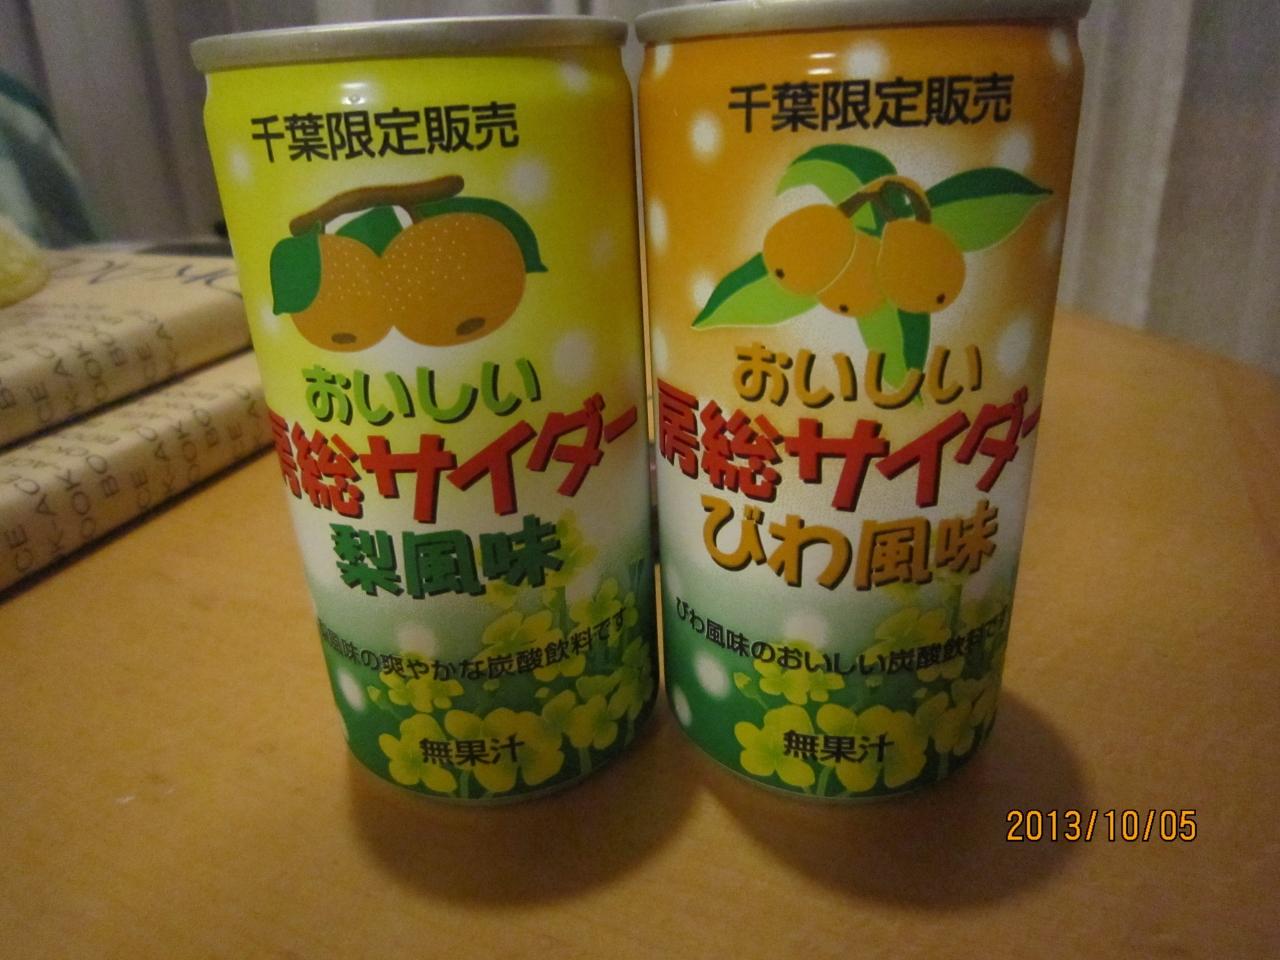 千葉限定販売
おいしい
房総サイダー
梨風味
梨風味の爽やかな炭酸飲料です
無果汁
千葉限定販売
おいしい
房総サイダー
びわ風味
びわ風味のおいしい炭酸飲料です
無果汁
2013/10/05